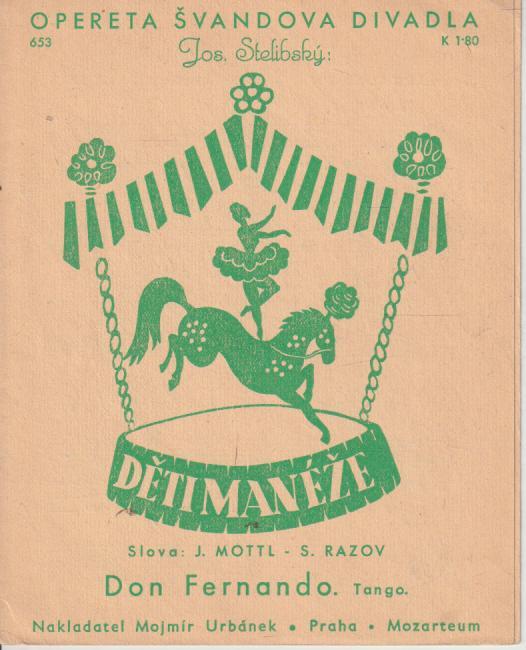 OPERETA ŠVANDOVA DIVADLA
653
K 1·80
Jos. Stelibský:
DĚTI MANÉŽE
Slova: J. MOTTL - S. RAZOV
Don Fernando. Tango.
Nakladatel Mojmír Urbánek • Praha • Mozarteum